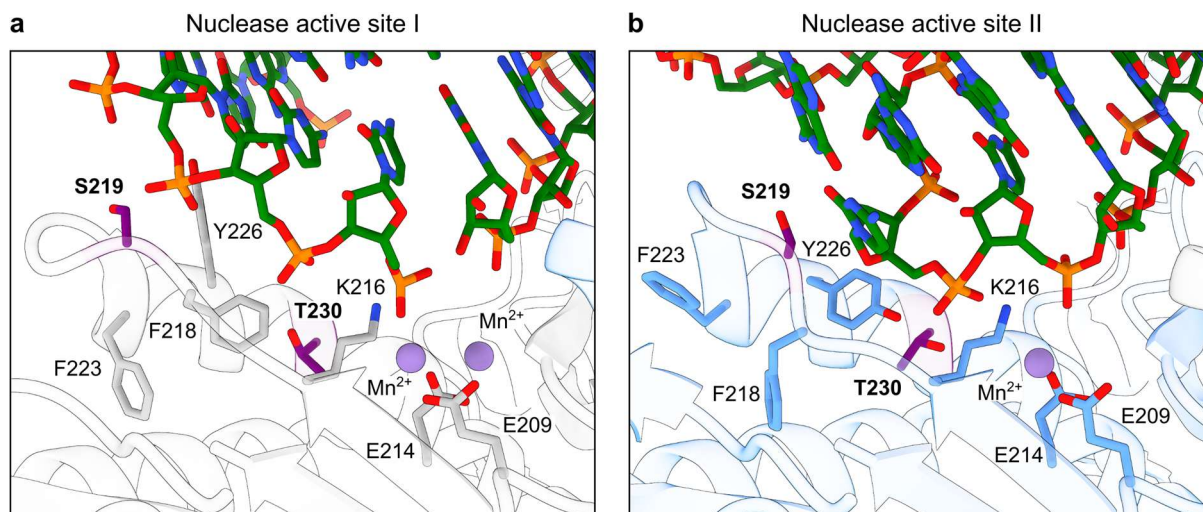 a Nuclease active site I
S219
Y226
K216
T230
F218
Mn2+
F223
Mn2+
E209
E214
b Nuclease active site II
S219
Y226
F223
K216
F218
T230
Mn2+
E209
E214